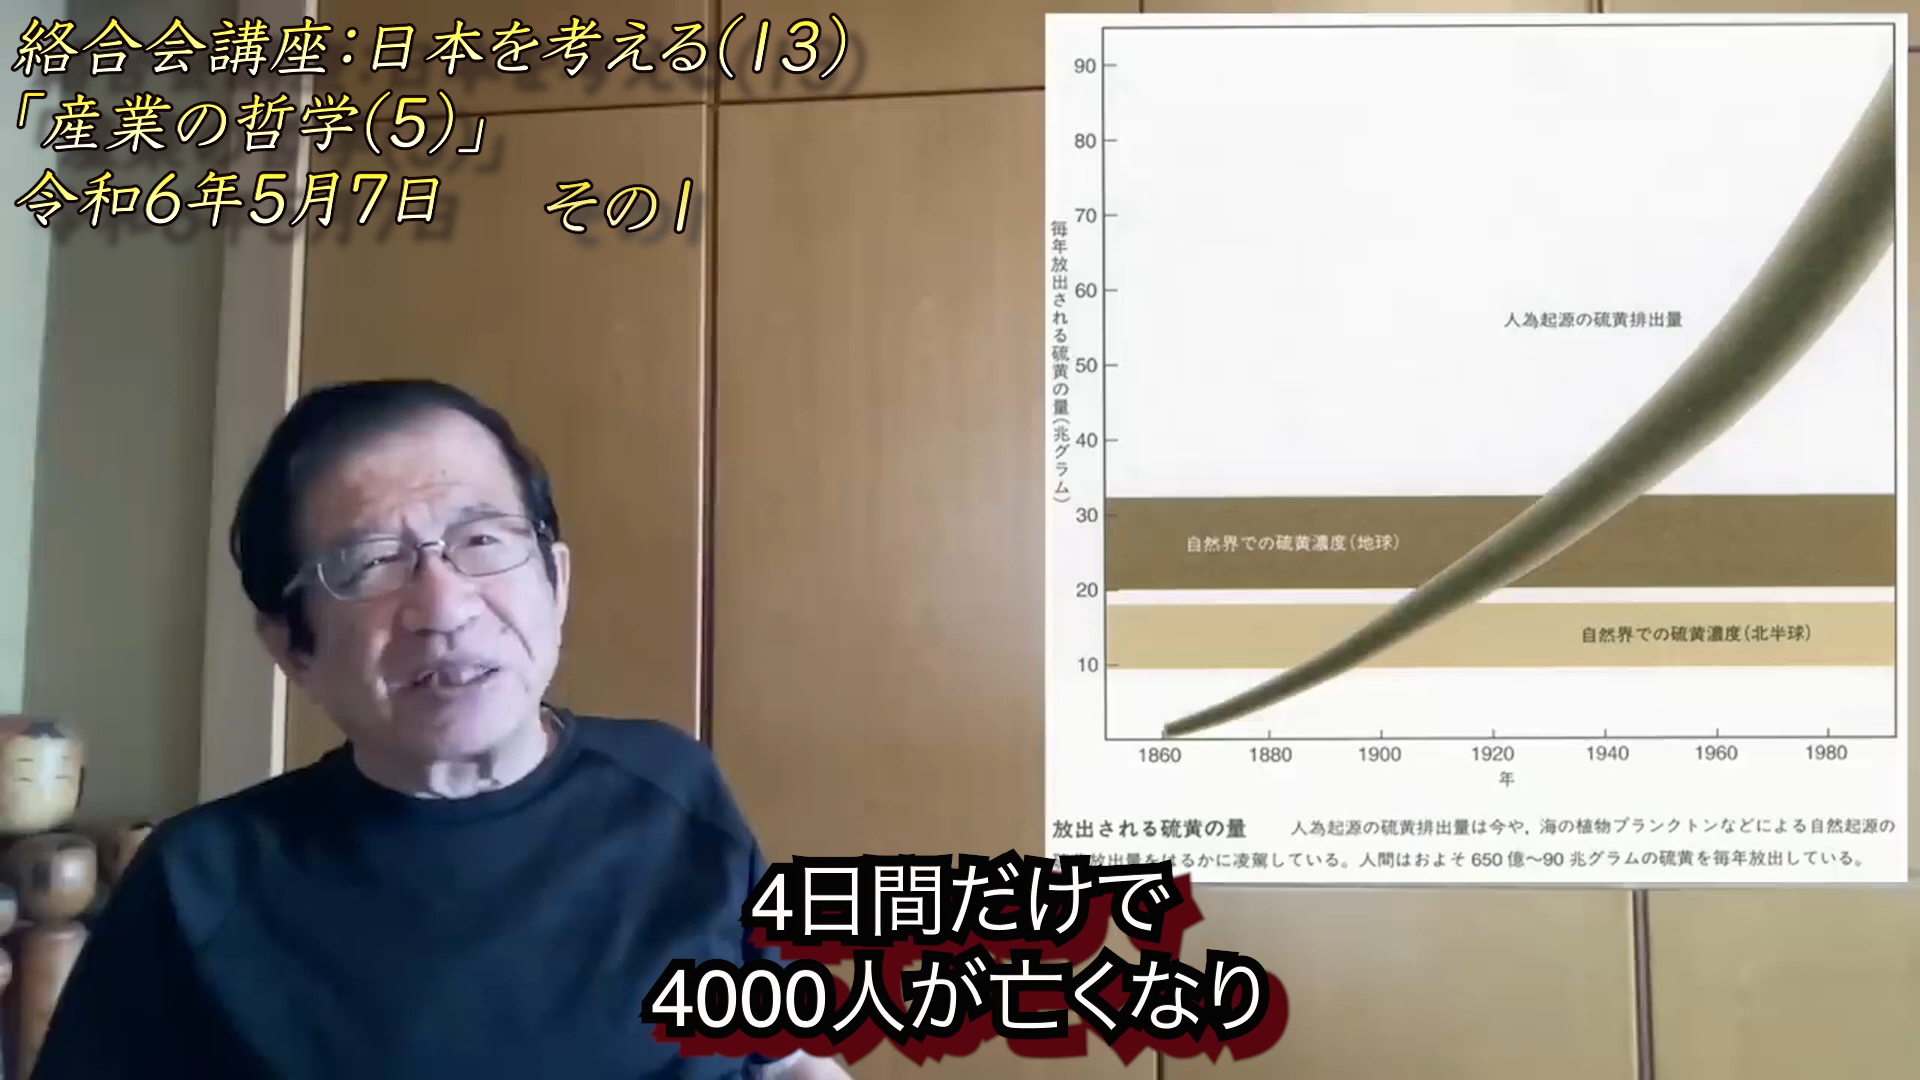 絡合会講座：日本を考える(13)
「産業の哲学(5)」
令和6年5月7日　その1
90
80
70
60
50
40
30
20
10
毎年放出される硫黄の量(兆グラム)
人為起源の硫黄排出量
自然界での硫黄濃度(地球)
自然界での硫黄濃度(北半球)
1860 1880 1900 1920 1940 1960 1980
年
放出される硫黄の量　人為起源の硫黄排出量は今や，海の植物プランクトンなどによる自然起源の
放出量をはるかに凌駕している。人間はおよそ 650 億～90 兆グラムの硫黄を毎年放出している。
4日間だけで
4000人が亡くなり